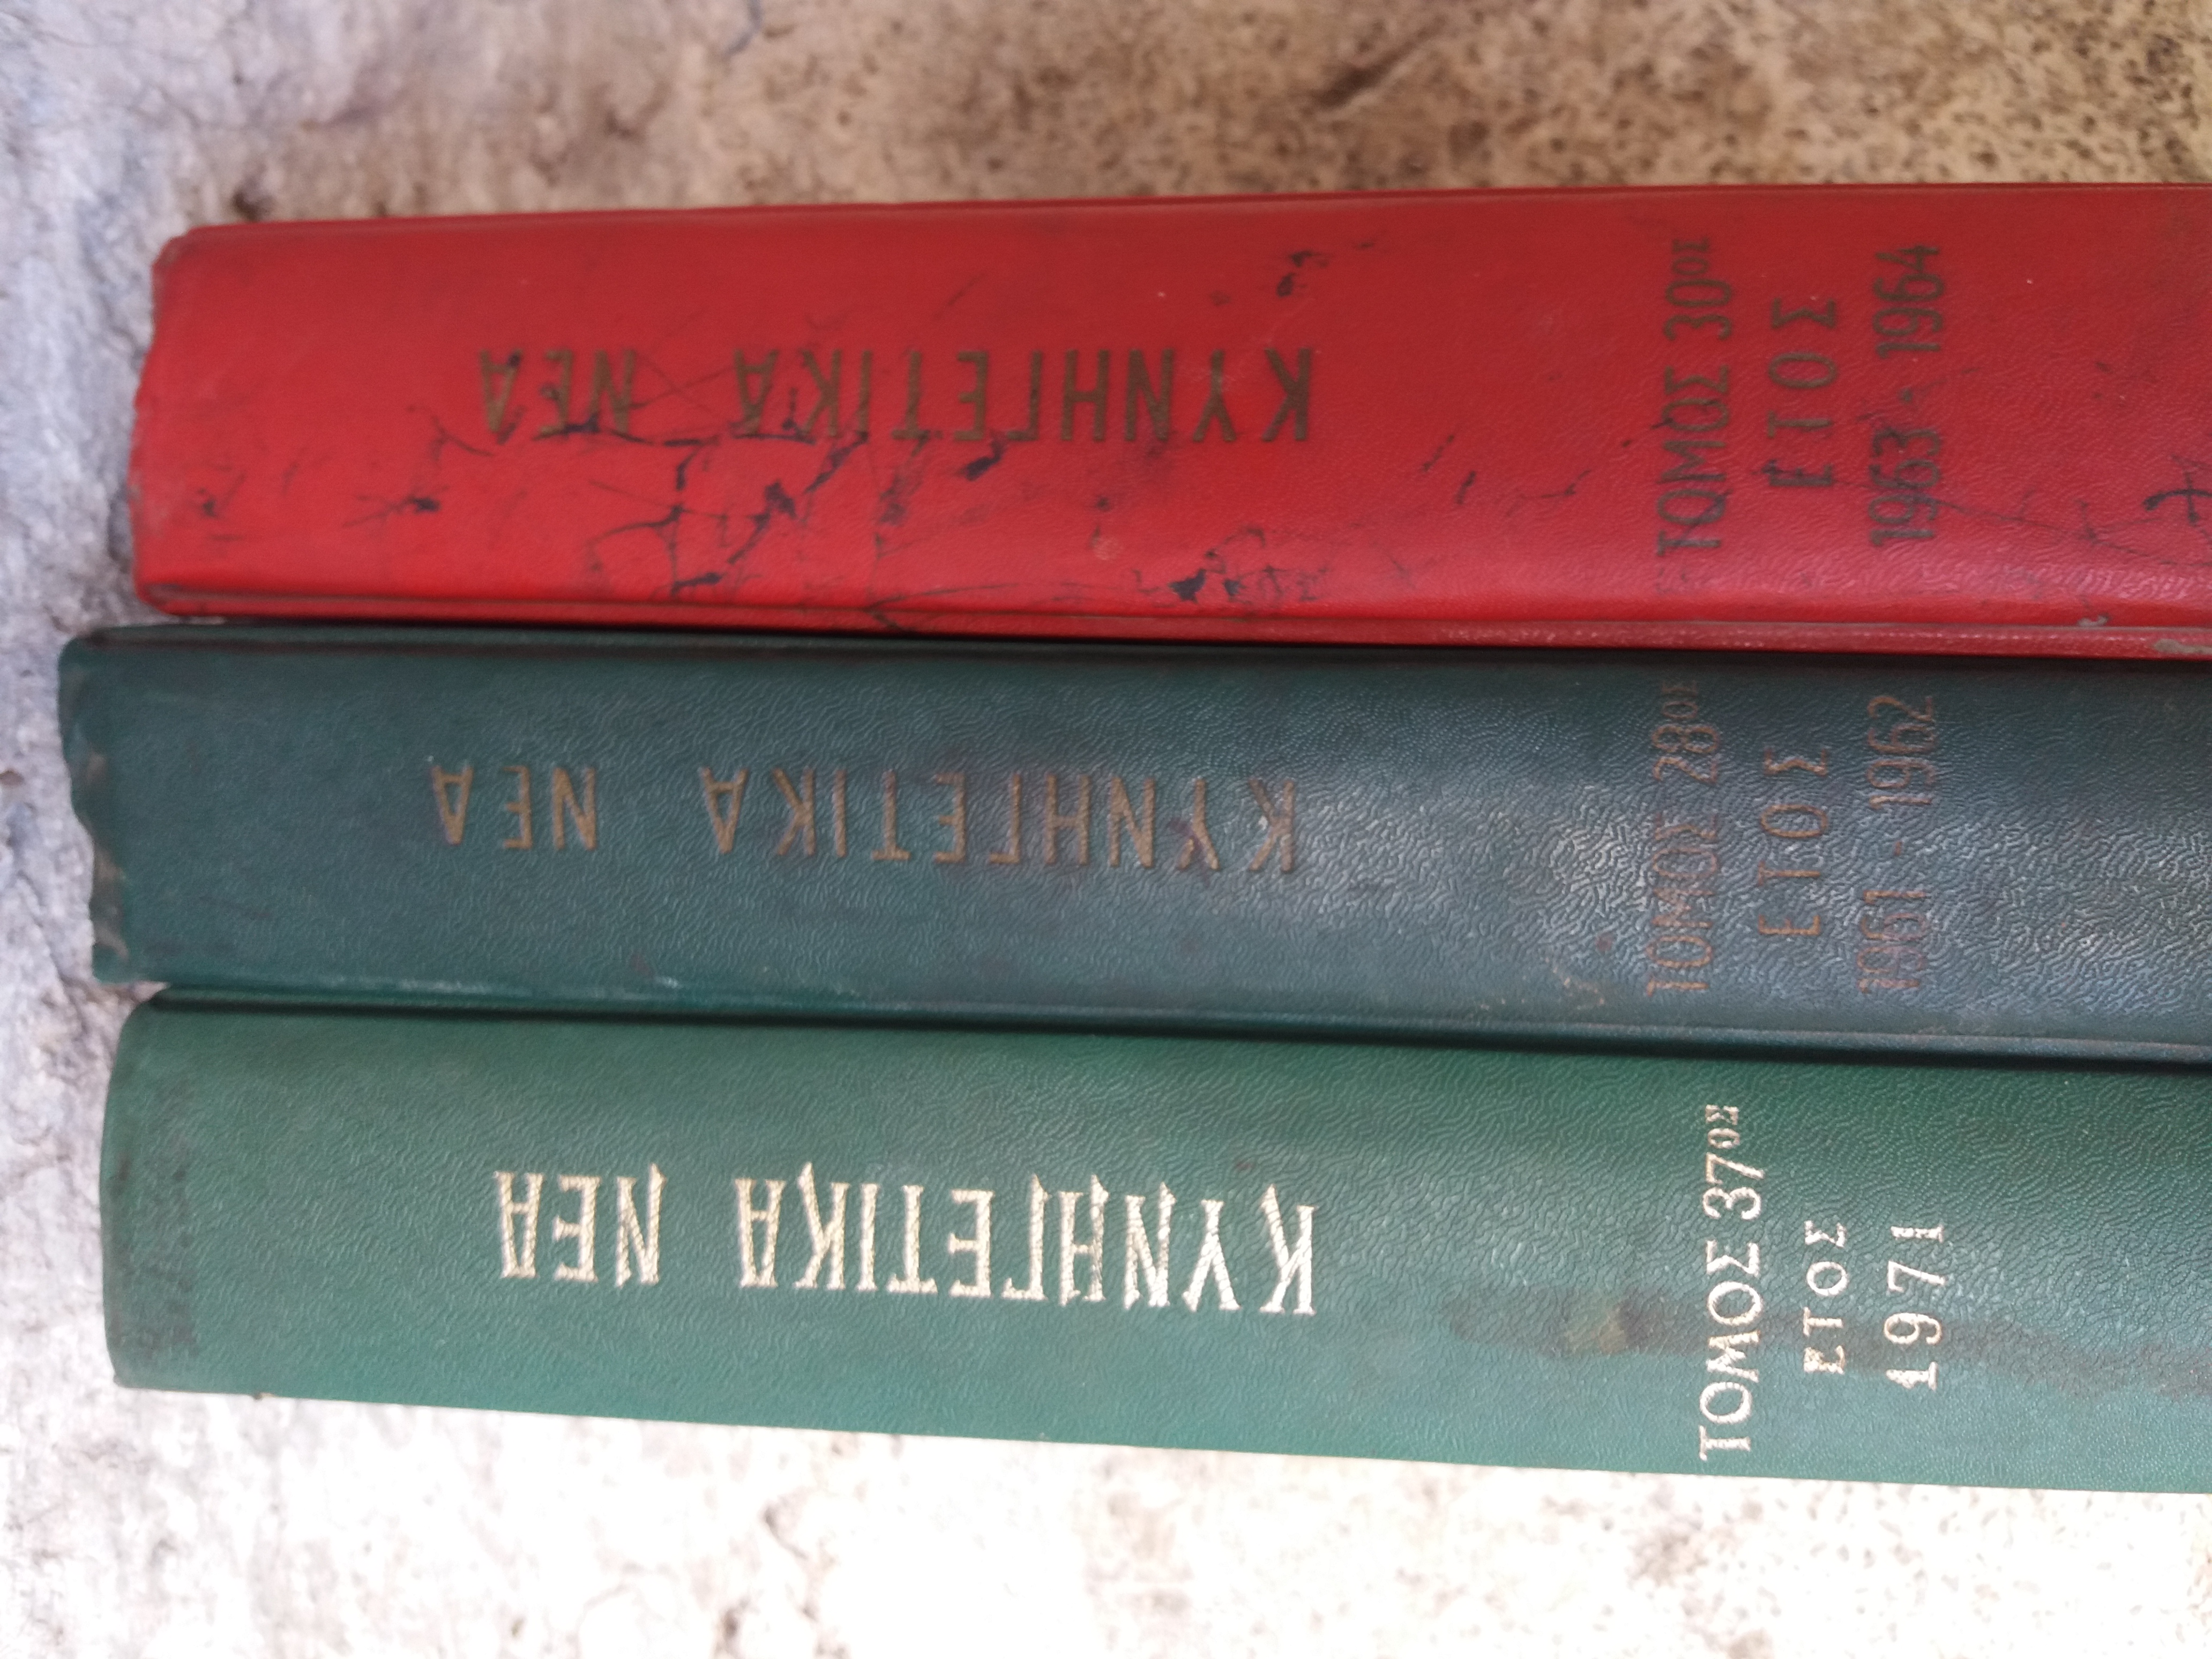 ΚΥΝΗΓΕΤΙΚΑ ΝΕΑ
ΤΟΜΟΣ 30ΟΣ
ΕΤΟΣ
1963 - 1964
ΚΥΝΗΓΕΤΙΚΑ ΝΕΑ
ΤΟΜΟΣ 28ΟΣ
ΕΤΟΣ
1961 - 1962
ΚΥΝΗΓΕΤΙΚΑ ΝΕΑ
ΤΟΜΟΣ 37ΟΣ
ΕΤΟΣ
1971